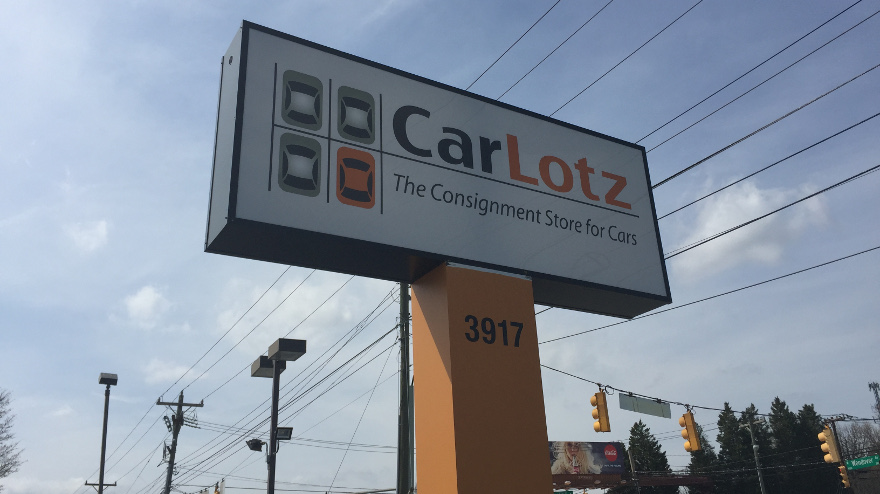 CarLotz
The Consignment Store for Cars
3917